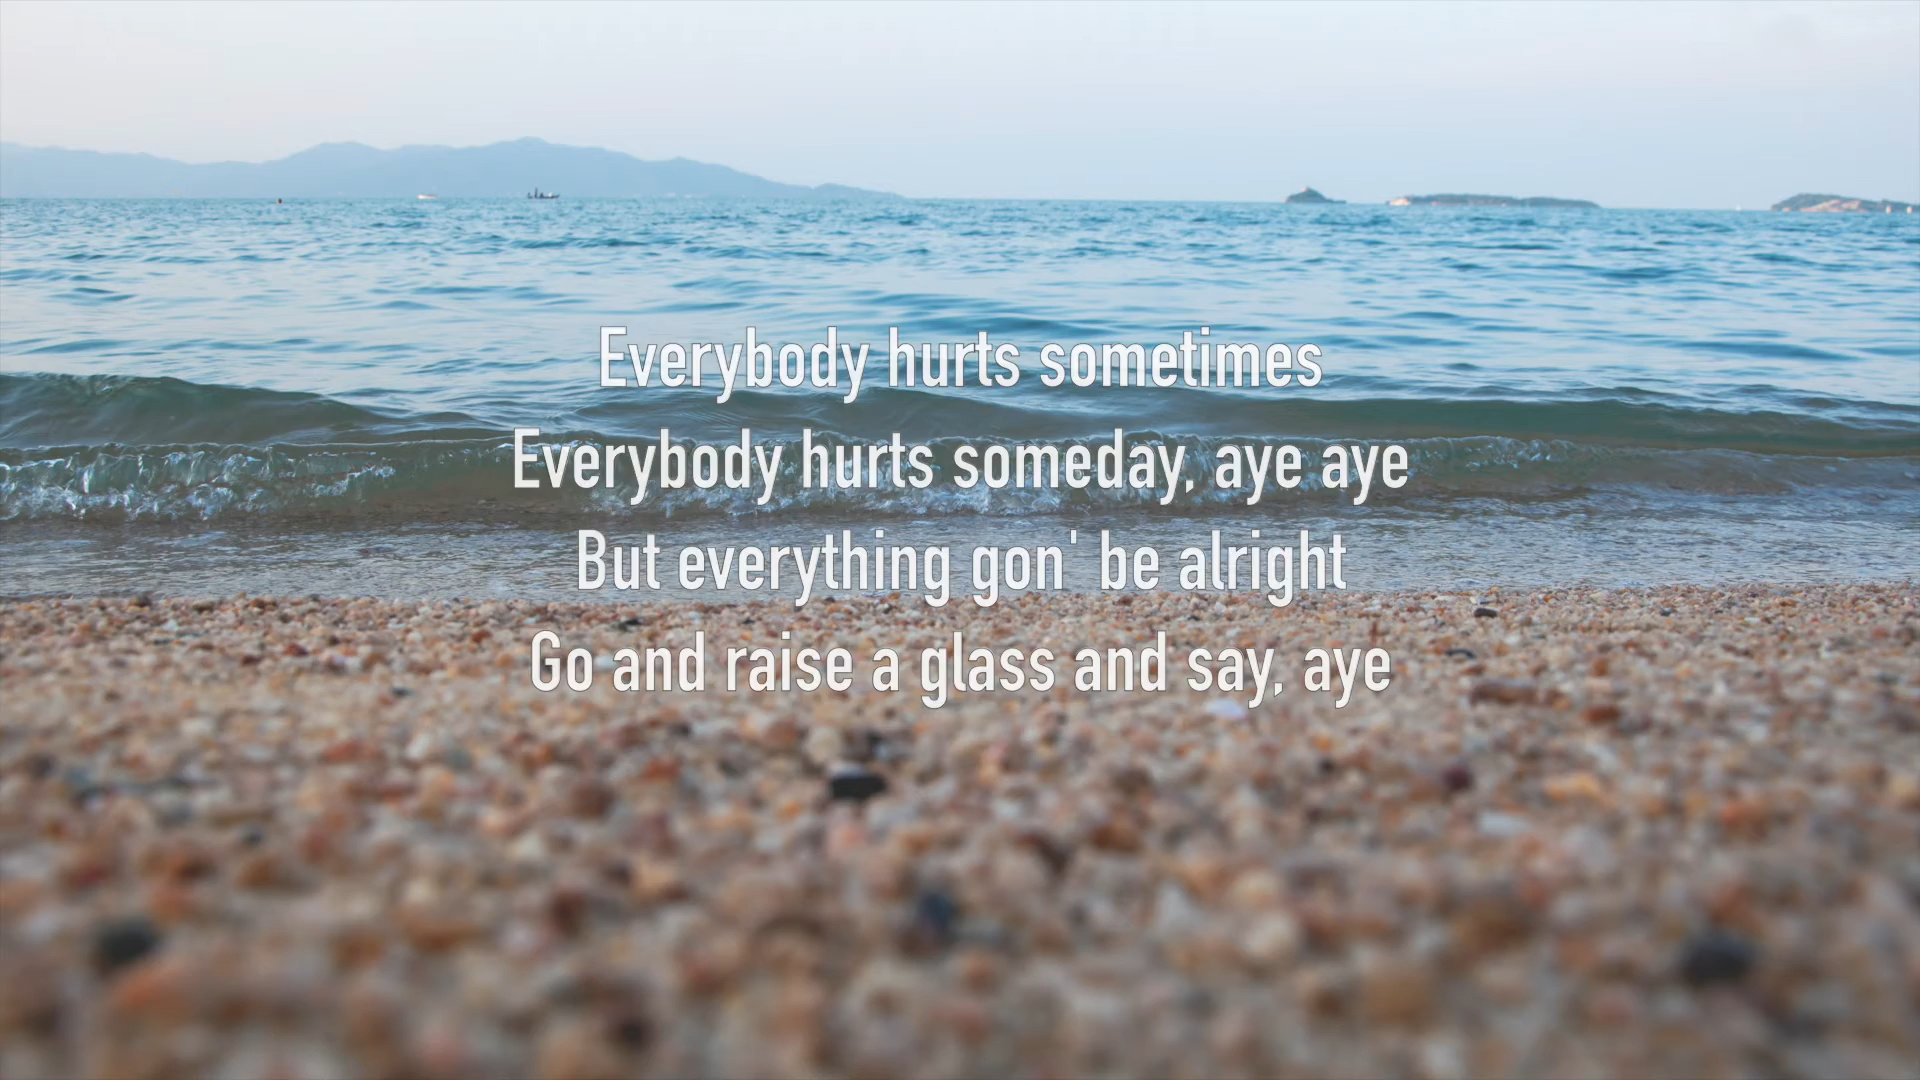 Everybody hurts sometimes
Everybody hurts someday, aye aye
But everything gon' be alright
Go and raise a glass and say, aye